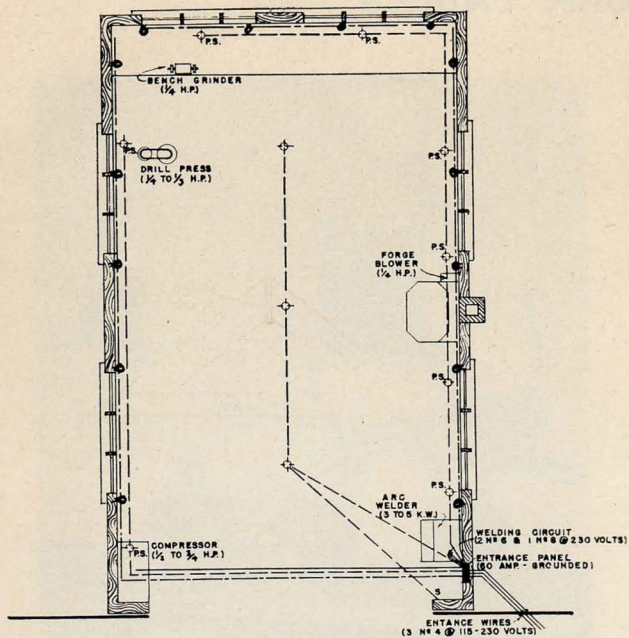 P.S.
P.S.
BENCH GRINDER
(¼ H.P.)
P.S.
DRILL PRESS
(¼ TO ⅓ H.P.)
P.S.
FORGE
BLOWER
(¼ H.P.)
P.S.
P.S.
P.S.
ARC
WELDER
(3 TO 5 K.W.)
COMPRESSOR
P.S. (½ TO ¾ H.P.)
WELDING CIRCUIT
(2 Nº 6 & 1 Nº 8 @ 230 VOLTS)
ENTRANCE PANEL
(60 AMP.- GROUNDED)
S
ENTANCE WIRES
(3 Nº 4 @ 115-230 VOLTS)